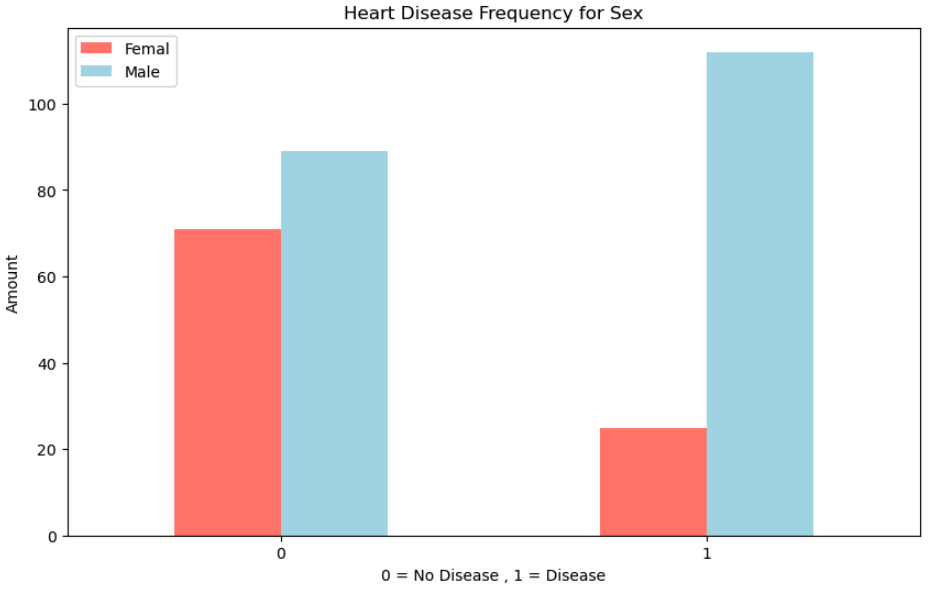 Heart Disease Frequency for Sex
Femal
Male
Amount
100
80
60
40
20
0
0
1
0 = No Disease , 1 = Disease